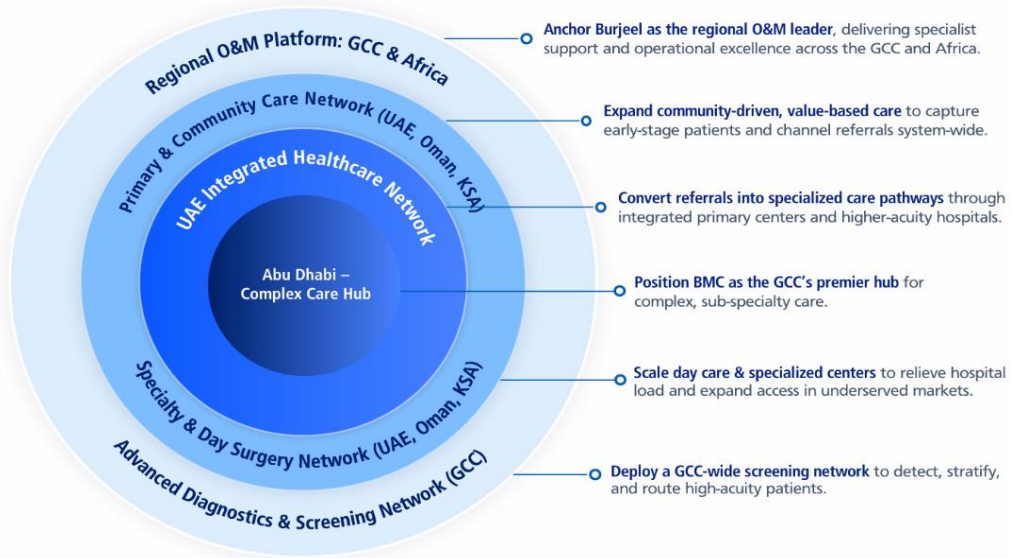 Regional O&M Platform: GCC & Africa
Primary & Community Care Network (UAE, Oman, KSA)
UAE Integrated Healthcare Network
Abu Dhabi –
Complex Care Hub
Specialty & Day Surgery Network (UAE, Oman, KSA)
Advanced Diagnostics & Screening Network (GCC)
Anchor Burjeel as the regional O&M leader, delivering specialist
support and operational excellence across the GCC and Africa.
Expand community-driven, value-based care to capture
early-stage patients and channel referrals system-wide.
Convert referrals into specialized care pathways through
integrated primary centers and higher-acuity hospitals.
Position BMC as the GCC’s premier hub for
complex, sub-specialty care.
Scale day care & specialized centers to relieve hospital
load and expand access in underserved markets.
Deploy a GCC-wide screening network to detect, stratify,
and route high-acuity patients.